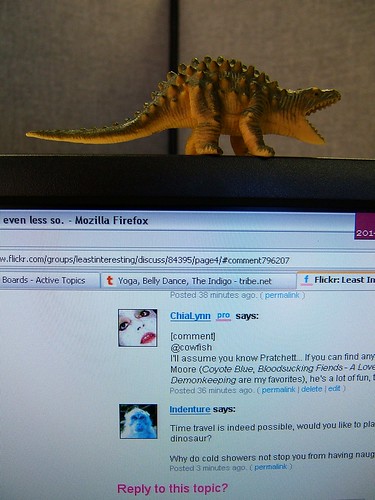 even less so. - Mozilla Firefox
201
w.flickr.com/groups/leastinteresting/discuss/84395/page4/#comment796207
Boards - Active Topics
t Yoga, Belly Dance, The Indigo - tribe.net
f Flickr: Least In
Posted 38 minutes ago. ( permalink )
ChiaLynn pro says:
[comment]
@cowfish
I'll assume you know Pratchett... If you can find any
Moore (Coyote Blue, Bloodsucking Fiends - A Love
Demonkeeping are my favorites), he's a lot of fun, t
Posted 36 minutes ago. ( permalink | delete | edit )
Indenture says:
Time travel is indeed possible, would you like to pla
dinosaur?
Why do cold showers not stop you from having naug
Posted 3 minutes ago. ( permalink )
Reply to this topic?